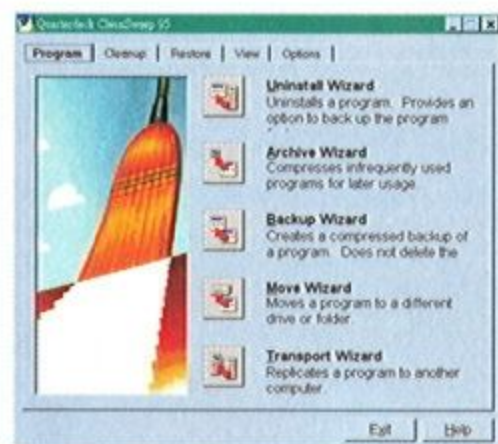 Quarterdeck CleanSweep 95
Program Cleanup Restore View Options
Uninstall Wizard
Uninstalls a program. Provides an
option to back up the program
Archive Wizard
Compresses infrequently used
programs for later usage.
Backup Wizard
Creates a compressed backup of
a program. Does not delete the
Move Wizard
Moves a program to a different
drive or folder.
Transport Wizard
Replicates a program to another
computer.
Exit Help